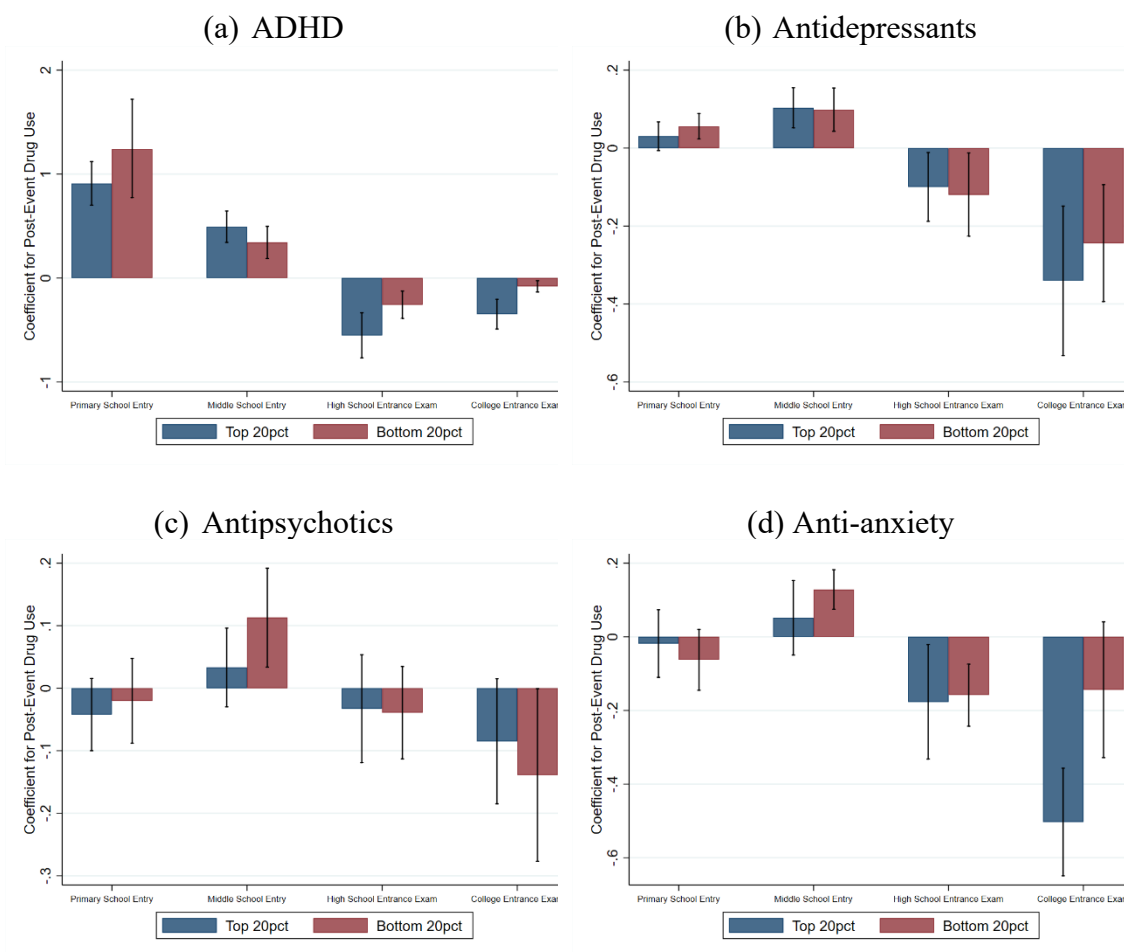 (a) ADHD
Coefficient for Post-Event Drug Use
2
1
0
-1
Primary School Entry
Middle School Entry
High School Entrance Exam
College Entrance Exam
Top 20pct
Bottom 20pct
(b) Antidepressants
Coefficient for Post-Event Drug Use
.2
0
-.2
-.4
-.6
Primary School Entry
Middle School Entry
High School Entrance Exam
College Entrance Exam
Top 20pct
Bottom 20pct
(c) Antipsychotics
Coefficient for Post-Event Drug Use
.2
.1
0
-.1
-.2
-.3
Primary School Entry
Middle School Entry
High School Entrance Exam
College Entrance Exam
Top 20pct
Bottom 20pct
(d) Anti-anxiety
Coefficient for Post-Event Drug Use
.2
0
-.2
-.4
-.6
Primary School Entry
Middle School Entry
High School Entrance Exam
College Entrance Exam
Top 20pct
Bottom 20pct